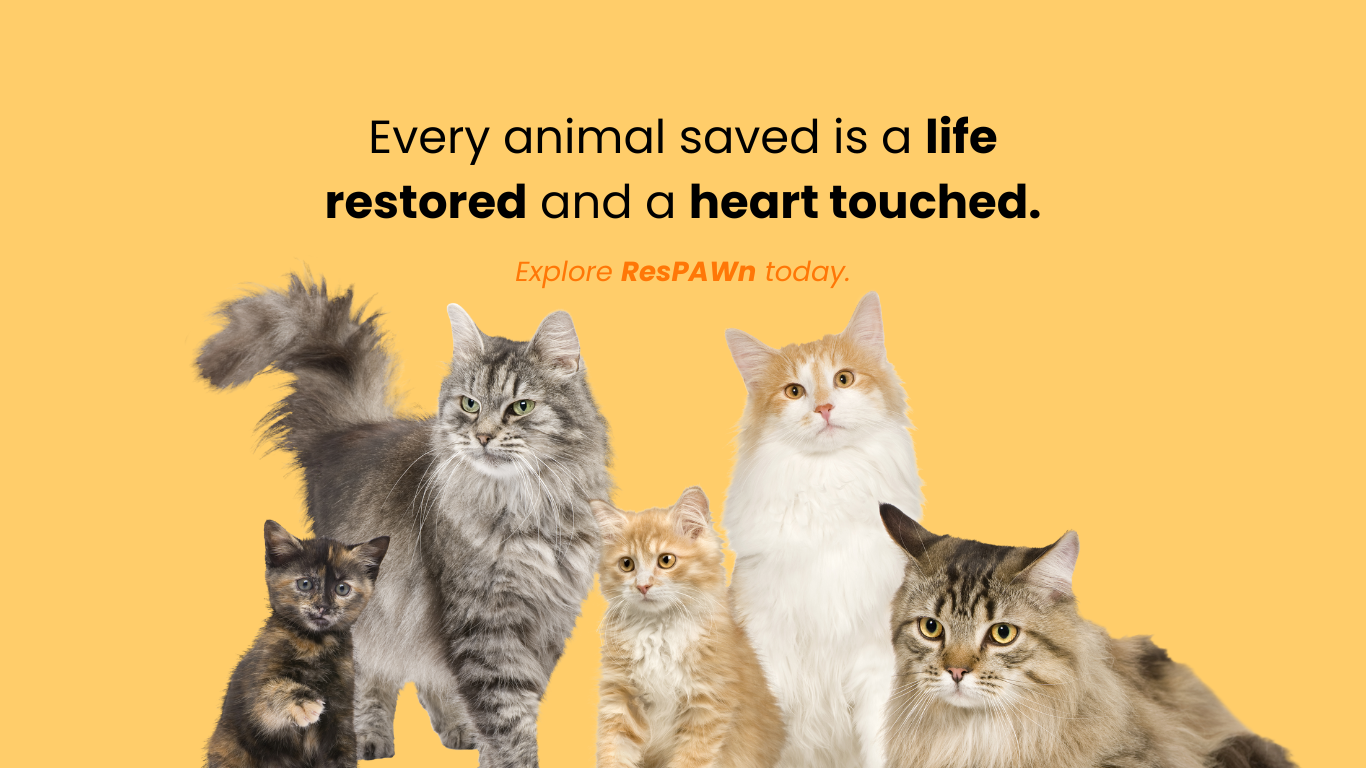 Every animal saved is a life
restored and a heart touched.
Explore ResPAWn today.